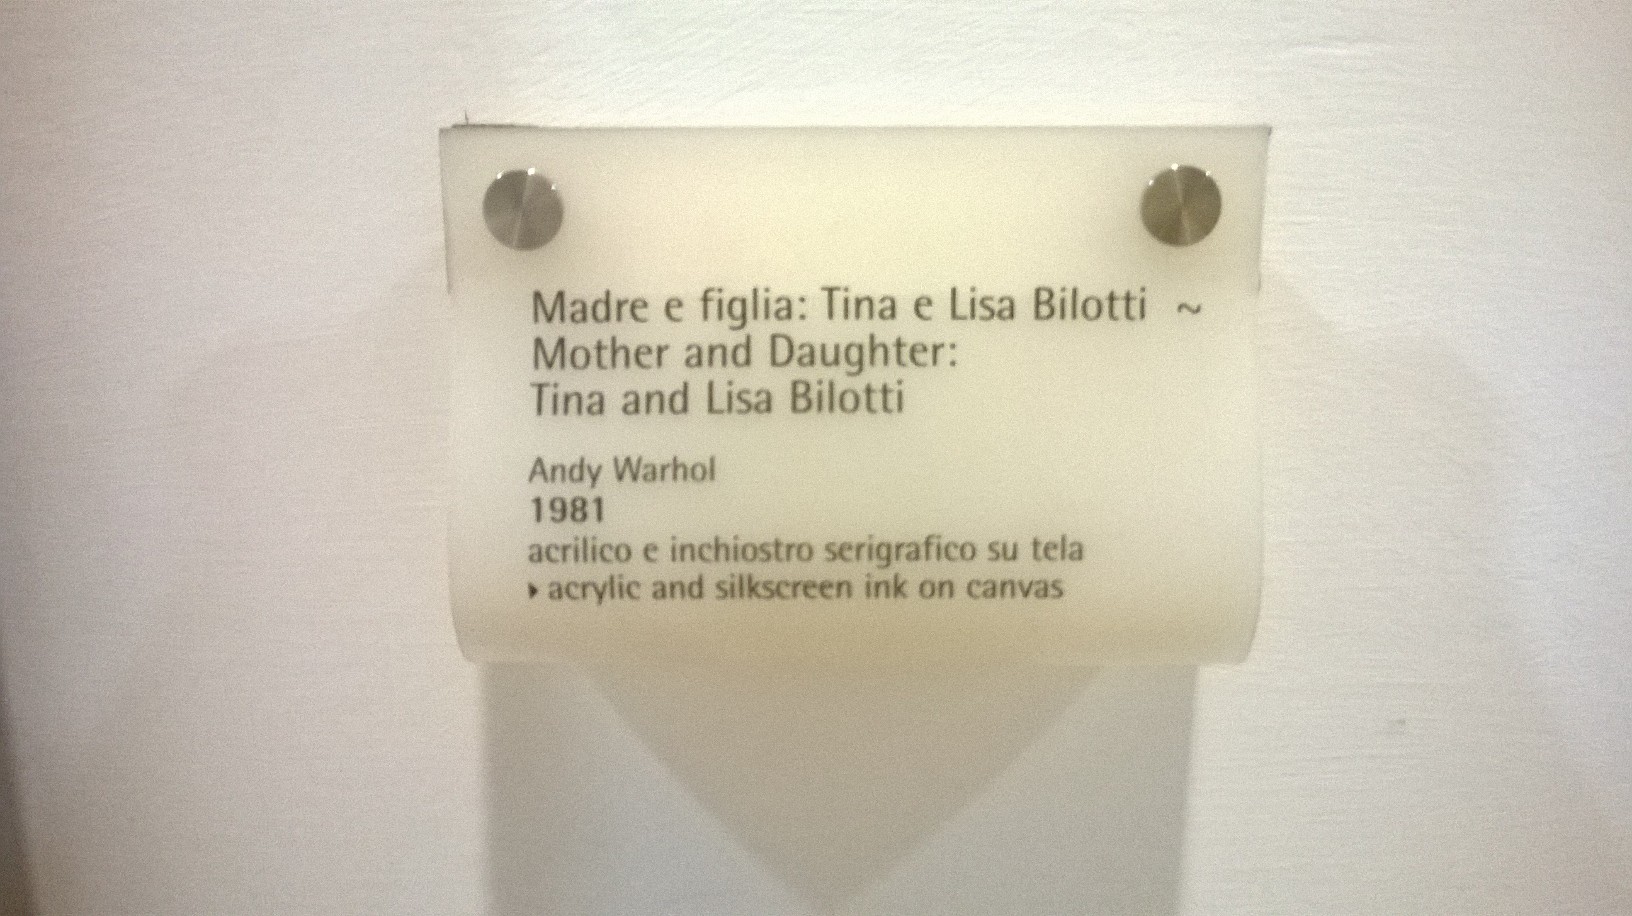 Madre e figlia: Tina e Lisa Bilotti ~
Mother and Daughter:
Tina and Lisa Bilotti
Andy Warhol
1981
acrilico e inchiostro serigrafico su tela
▸ acrylic and silkscreen ink on canvas